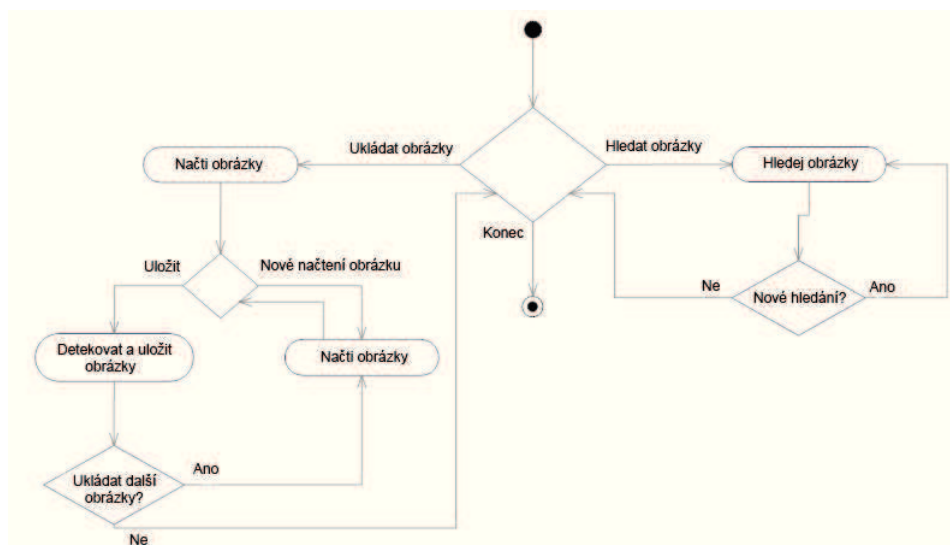 Ukládat obrázky
Hledat obrázky
Načti obrázky
Hledej obrázky
Konec
Uložit
Nové načtení obrázku
Ne
Nové hledání?
Ano
Detekovat a uložit
obrázky
Načti obrázky
Ukládat další
obrázky?
Ano
Ne